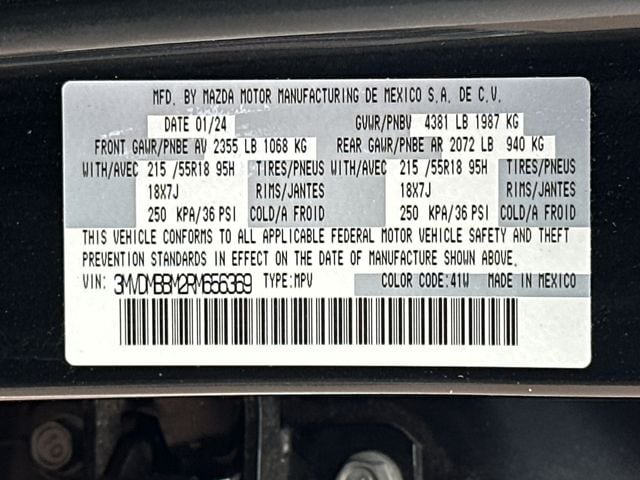 MFD. BY MAZDA MOTOR MANUFACTURING DE MEXICO S.A. DE C.V.
DATE 01/24 GVWR/PNBV 4381 LB 1987 KG
FRONT GAWR/PNBE AV 2355 LB 1068 KG REAR GAWR/PNBE AR 2072 LB 940 KG
WITH/AVEC 215 /55R18 95H TIRES/PNEUS WITH/AVEC 215 /55R18 95H TIRES/PNEUS
18X7J RIMS/JANTES 18X7J RIMS/JANTES
250 KPA/36 PSI COLD/A FROID 250 KPA/36 PSI COLD/A FROID
THIS VEHICLE CONFORMS TO ALL APPLICABLE FEDERAL MOTOR VEHICLE SAFETY AND THEFT
PREVENTION STANDARDS IN EFFECT ON THE DATE OF MANUFACTURE SHOWN ABOVE.
VIN: 3MVDMBBM2RM656369 TYPE:MPV COLOR CODE:41W MADE IN MEXICO